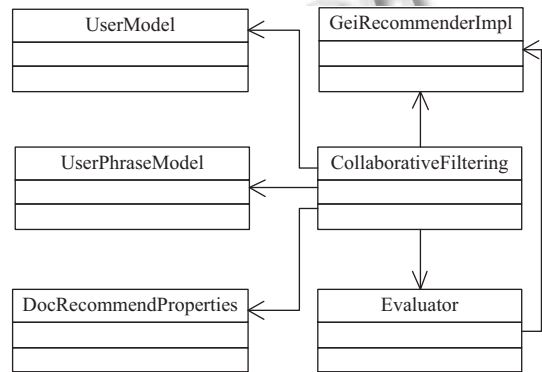 UserModel
GeiRecommenderImpl
UserPhraseModel
CollaborativeFiltering
DocRecommendProperties
Evaluator